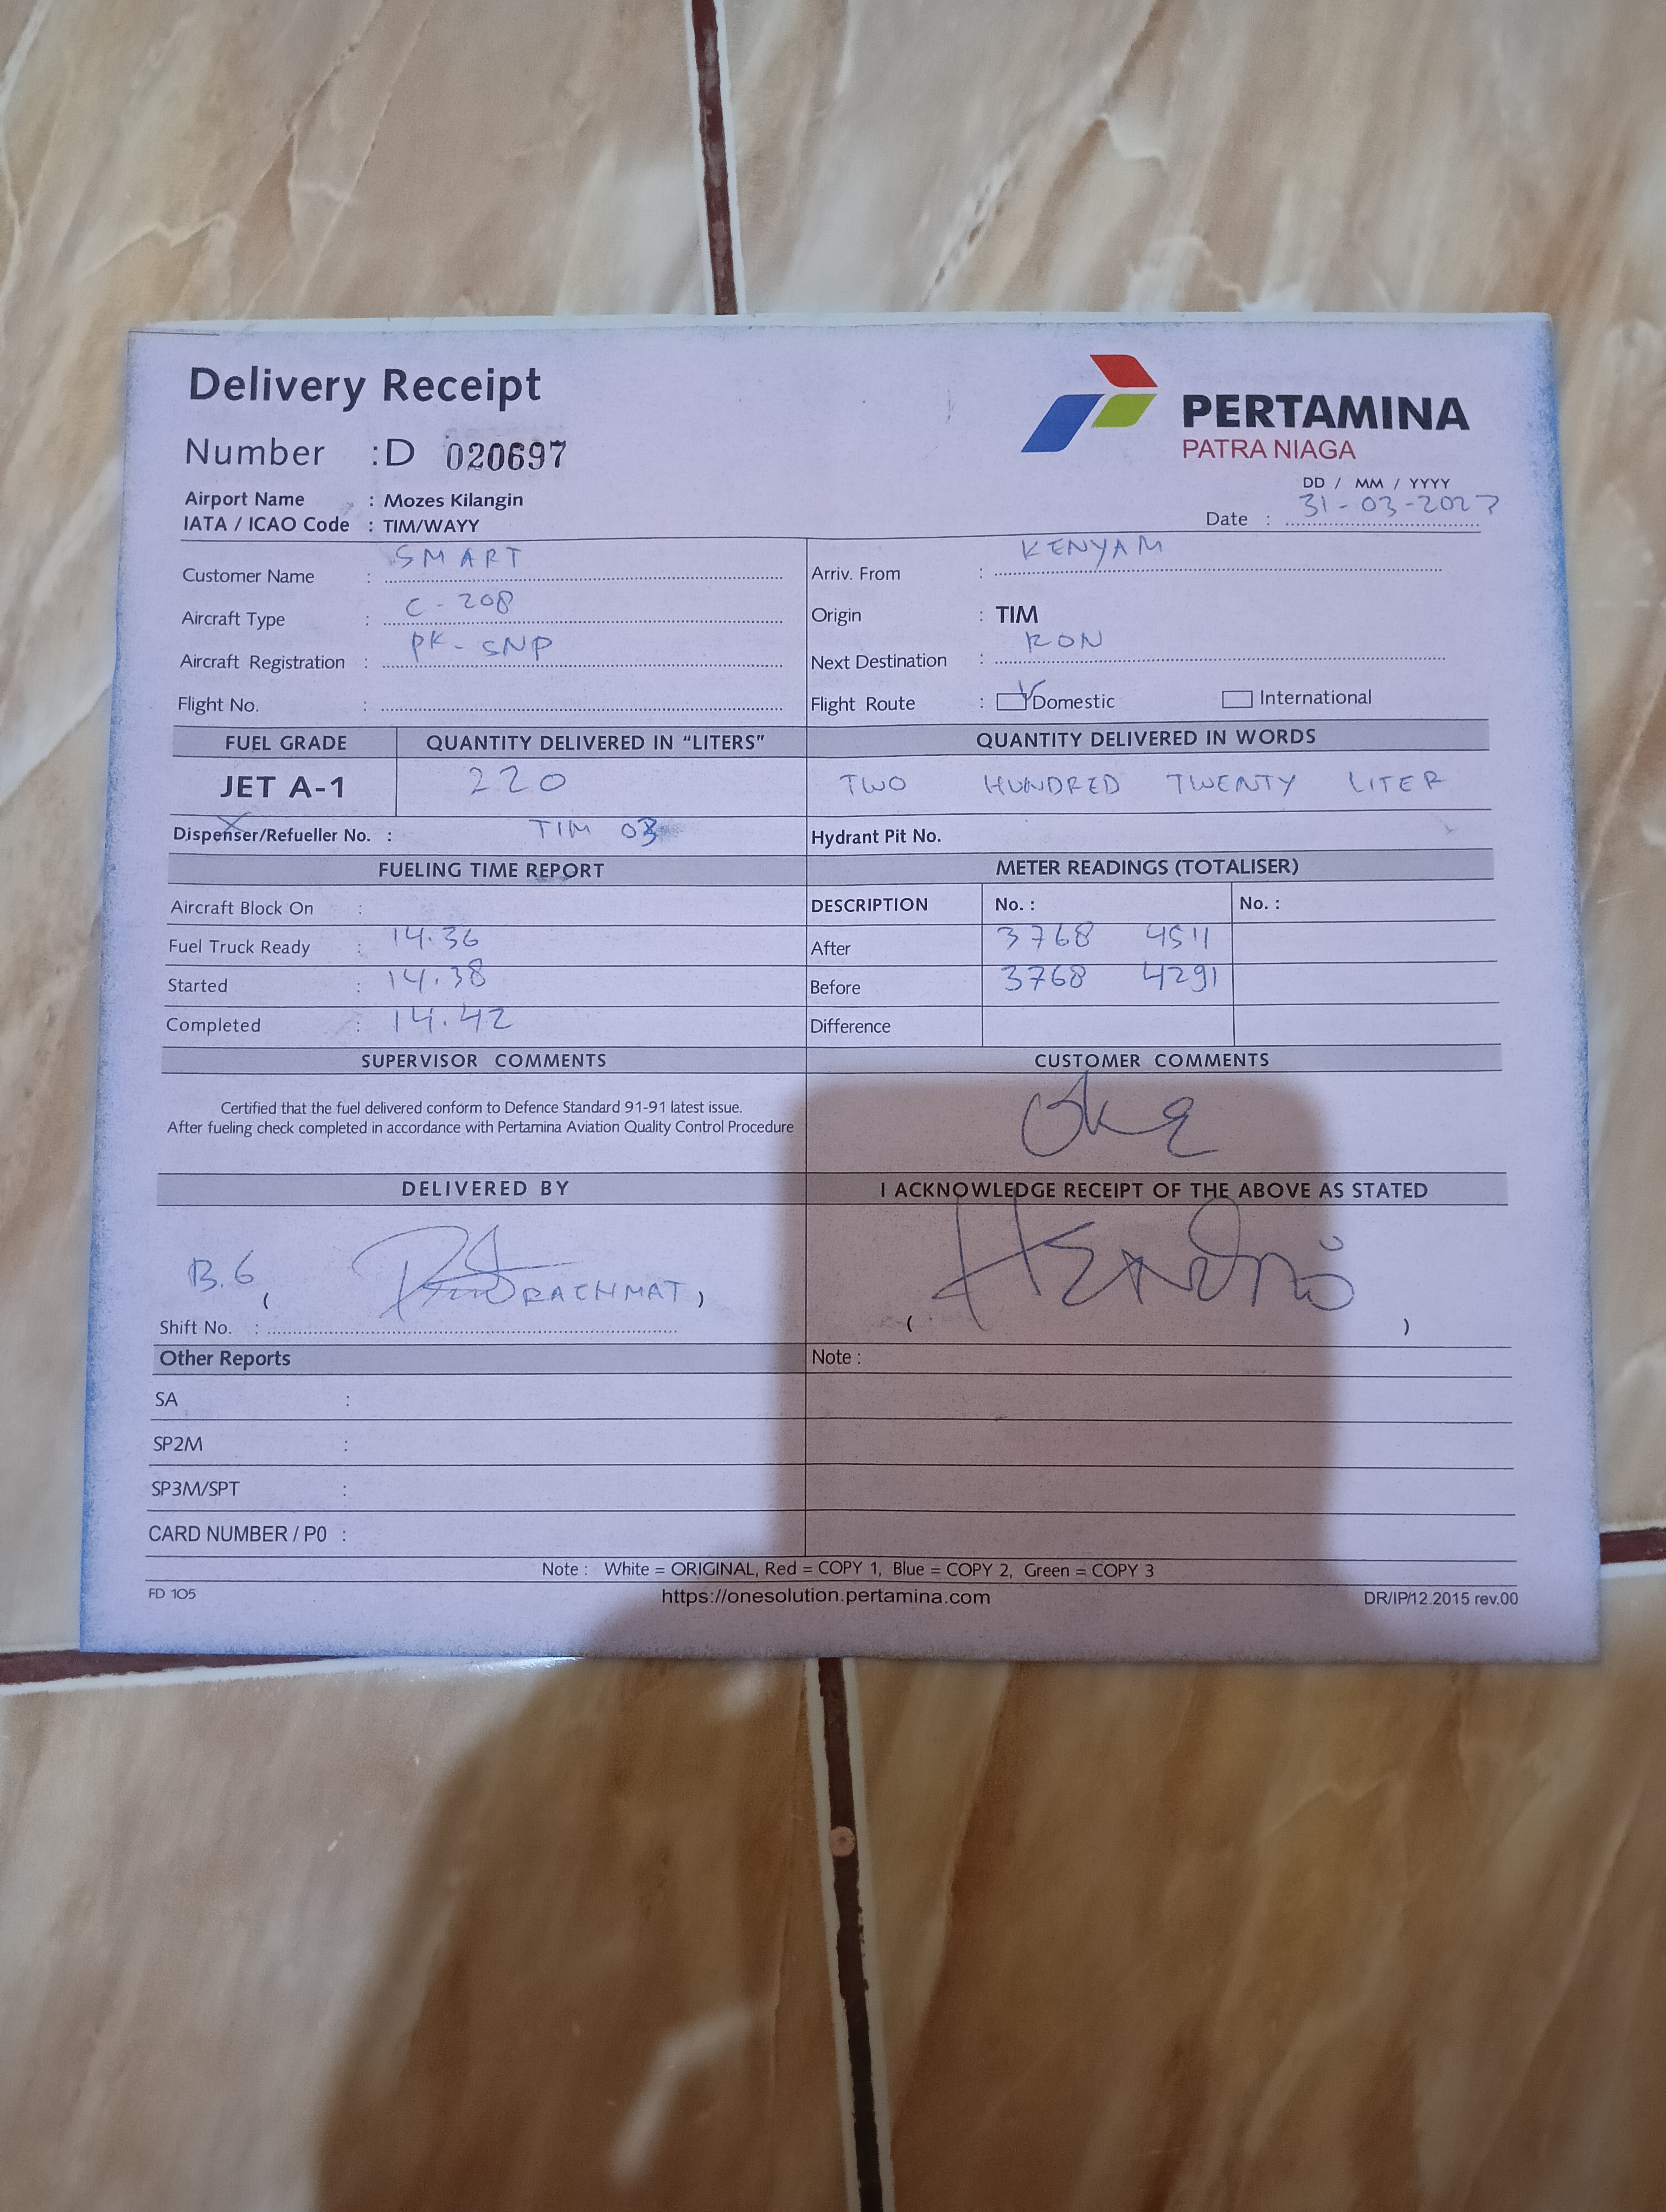 Delivery Receipt
PERTAMINA
PATRA NIAGA
Number : D 020697
Airport Name : Mozes Kilangin
IATA / ICAO Code : TIM/WAYY
DD / MM / YYYY
Date : 31-03-2023
Customer Name : SMART
Aircraft Type : C-208
Aircraft Registration : PK-SNP
Flight No. :
Arriv. From : KENYAM
Origin : TIM
Next Destination : RON
Flight Route : Domestic International
FUEL GRADE QUANTITY DELIVERED IN "LITERS" QUANTITY DELIVERED IN WORDS
JET A-1 220 TWO HUNDRED TWENTY LITER
Dispenser/Refueller No. : TIM 03 Hydrant Pit No.
FUELING TIME REPORT METER READINGS (TOTALISER)
Aircraft Block On : DESCRIPTION No. : No. :
Fuel Truck Ready : 14.36 After 3768 4511
Started : 14.38 Before 3768 4291
Completed : 14.42 Difference
SUPERVISOR COMMENTS CUSTOMER COMMENTS
Certified that the fuel delivered conform to Defence Standard 91-91 latest issue.
After fueling check completed in accordance with Pertamina Aviation Quality Control Procedure
Oke
DELIVERED BY I ACKNOWLEDGE RECEIPT OF THE ABOVE AS STATED
B.6 ( RACHMAT )
Shift No. : ( )
Other Reports Note :
SA :
SP2M :
SP3M/SPT :
CARD NUMBER / P0 :
Note : White = ORIGINAL, Red = COPY 1, Blue = COPY 2, Green = COPY 3
FD 105 https://onesolution.pertamina.com DR/IP/12.2015 rev.00